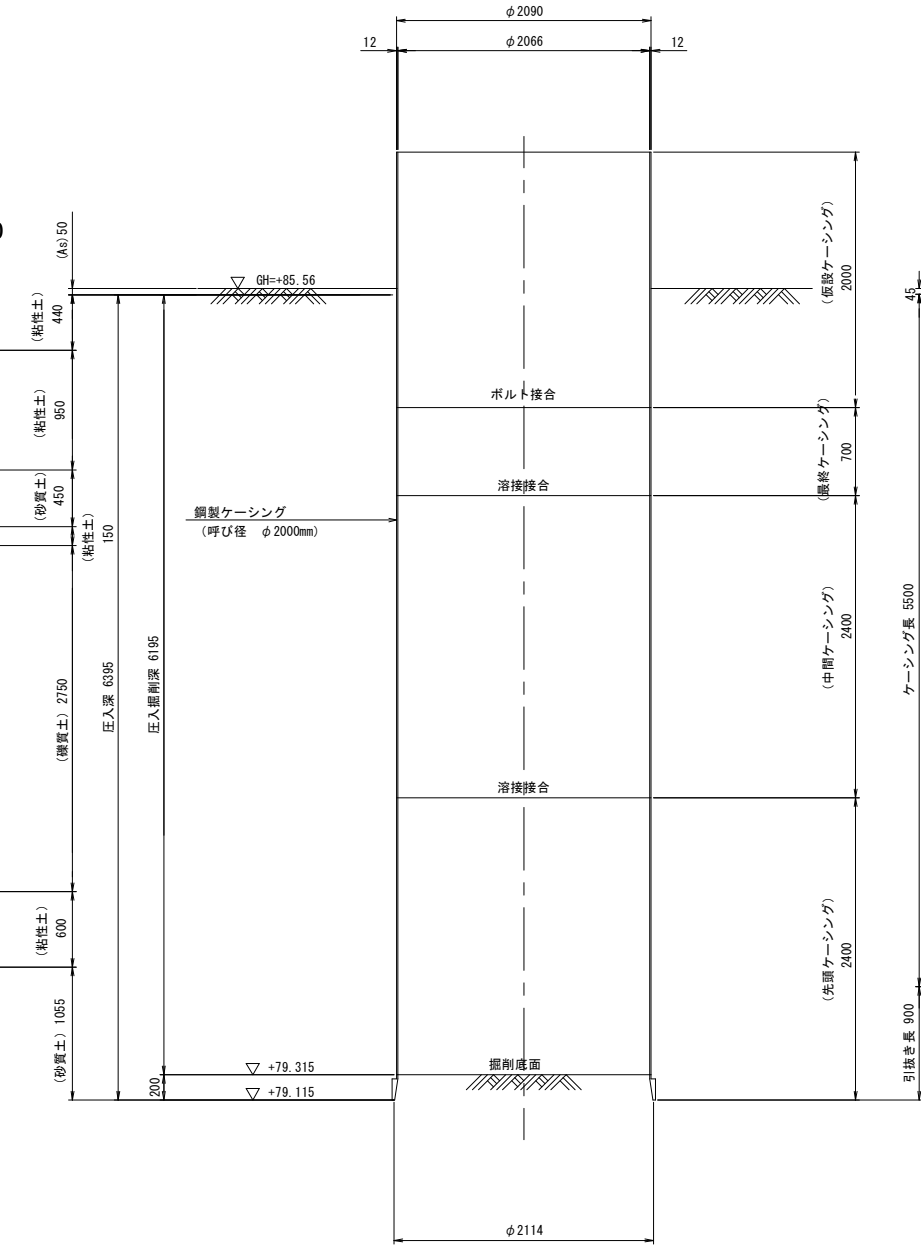 φ2090
12
φ2066
12
(As) 50
GH=+85.56
(粘性土)
440
(粘性土)
950
(砂質土)
450
(粘性土)
150
(礫質土) 2750
(粘性土)
600
(砂質土) 1055
圧入深 6395
圧入掘削深 6195
200
鋼製ケーシング
(呼び径 φ2000mm)
ボルト接合
溶接接合
溶接接合
掘削底面
+79.315
+79.115
φ2114
(仮設ケーシング)
2000
(最終ケーシング)
700
(中間ケーシング)
2400
(先頭ケーシング)
2400
45
ケーシング長 5500
引抜き長 900